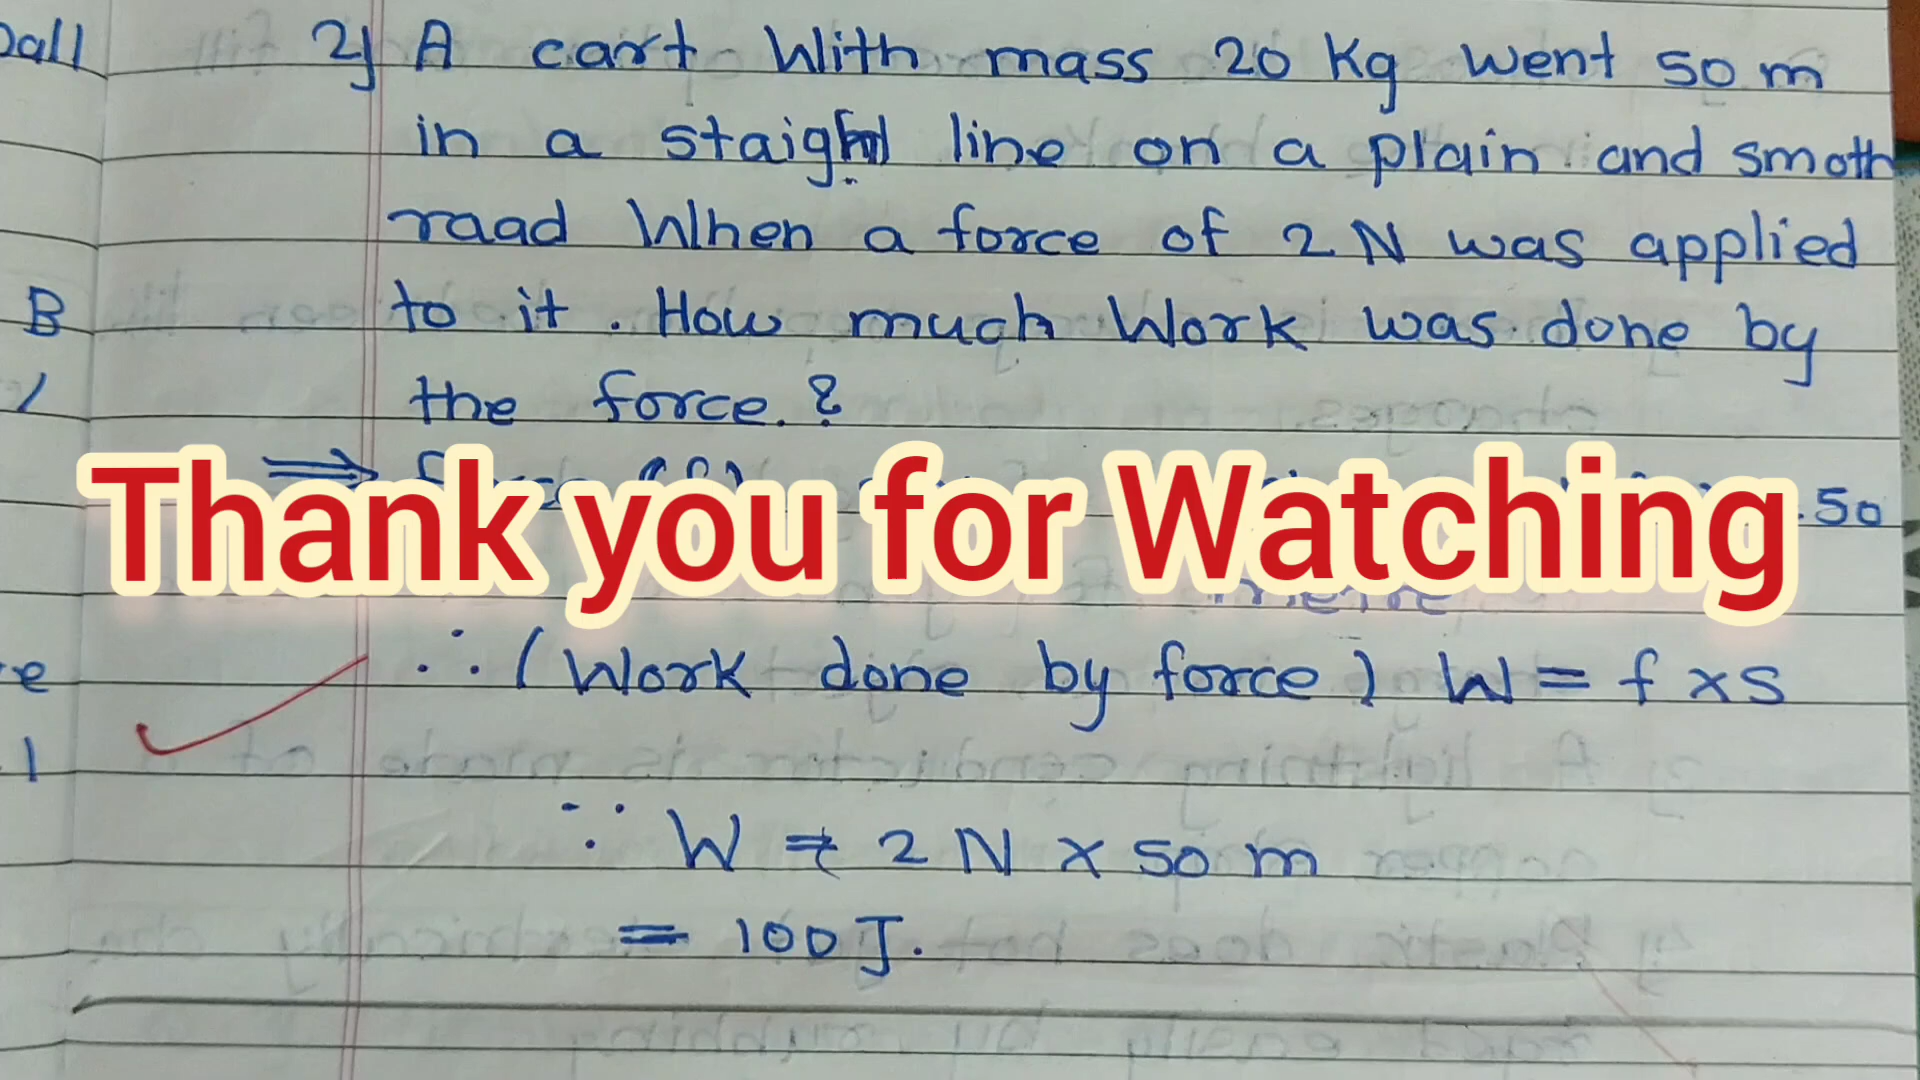 Dall
2) A cart With mass 20 Kg went 50 m
in a staight line on a plain and smoth
raad When a force of 2 N was applied
B to it. How much Work was done by
the force.?
⇒ 50
Thank you for Watching
∴ (Work done by force) W = f x s
e
1
∵ W = 2 N x 50 m
= 100 J.